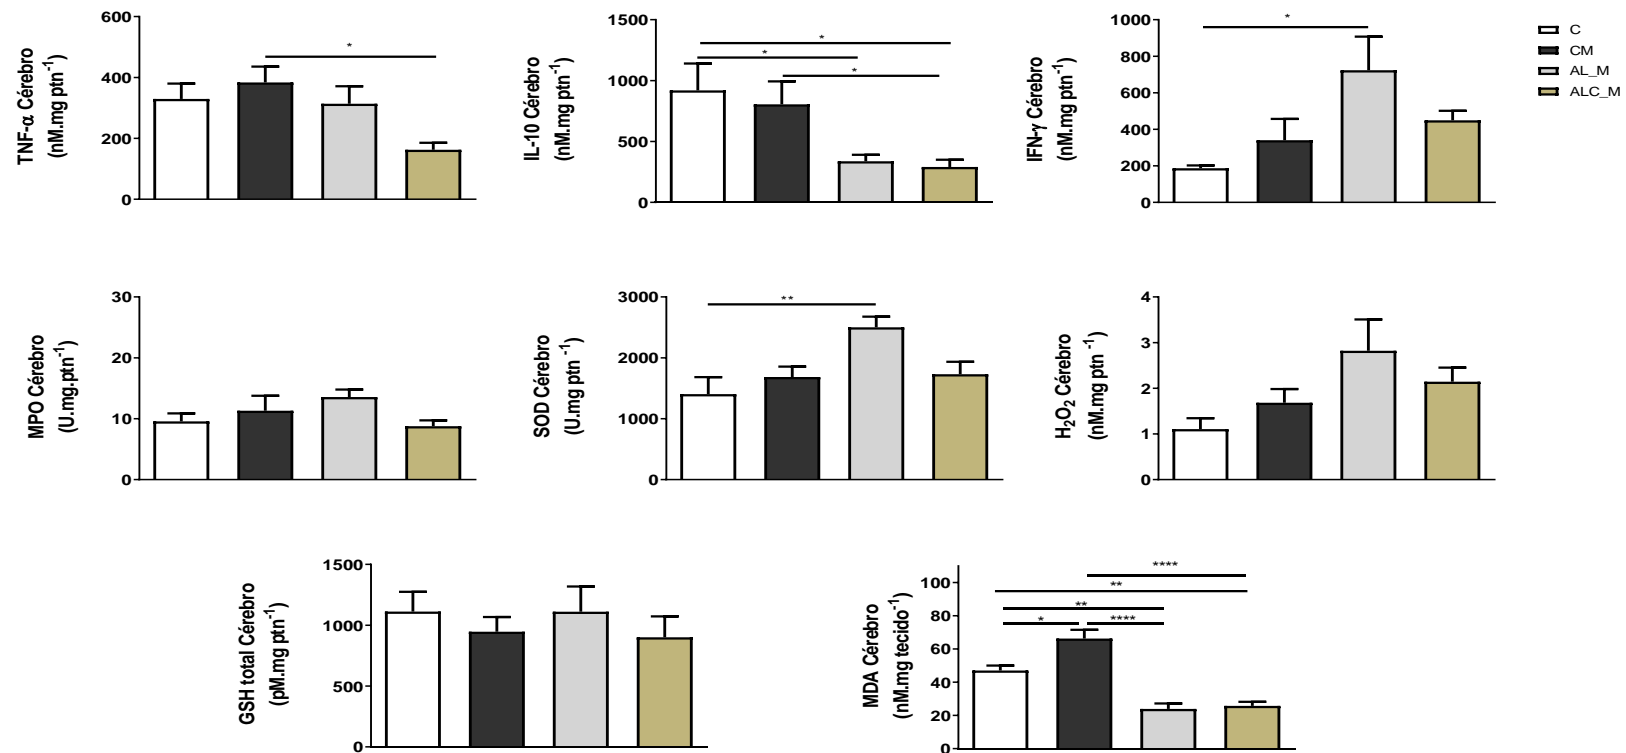 TNF-α Cérebro
(nM.mg ptn⁻¹)
600
400
200
0
*
IL-10 Cérebro
(nM.mg ptn⁻¹)
1500
1000
500
0
*
*
*
IFN-γ Cérebro
(nM.mg ptn⁻¹)
1000
800
600
400
200
0
*
C
CM
AL_M
ALC_M
MPO Cérebro
(U.mg.ptn⁻¹)
30
20
10
0
SOD Cérebro
(U.mg ptn ⁻¹)
3000
2000
1000
0
**
H₂O₂ Cérebro
(nM.mg ptn⁻¹)
4
3
2
1
0
GSH total Cérebro
(pM.mg ptn⁻¹)
1500
1000
500
0
MDA Cérebro
(nM.mg tecido⁻¹)
100
80
60
40
20
0
****
**
**
*
****